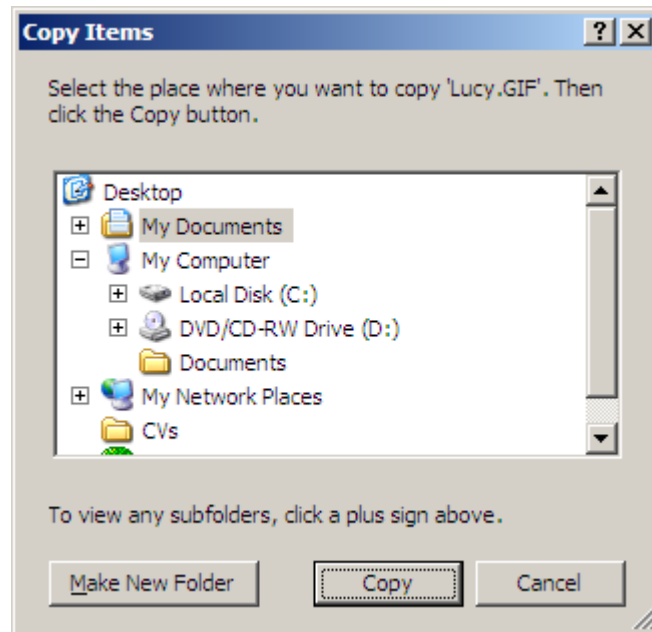 Copy Items
Select the place where you want to copy 'Lucy.GIF'. Then
click the Copy button.
Desktop
My Documents
My Computer
Local Disk (C:)
DVD/CD-RW Drive (D:)
Documents
My Network Places
CVs
To view any subfolders, click a plus sign above.
Make New Folder Copy Cancel